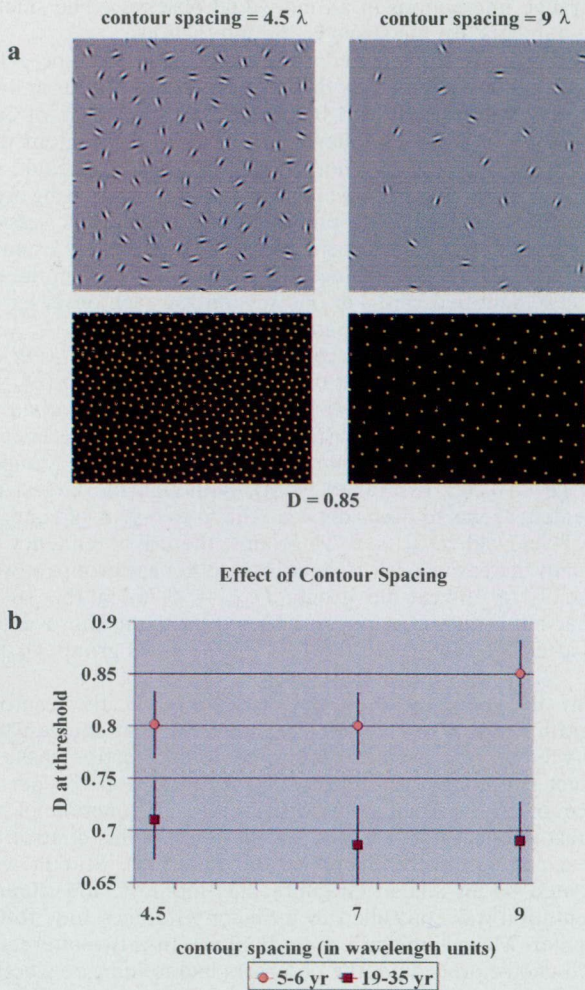 contour spacing = 4.5 λ
contour spacing = 9 λ
a
D = 0.85
Effect of Contour Spacing
b
D at threshold
0.9
0.85
0.8
0.75
0.7
0.65
4.5
7
9
contour spacing (in wavelength units)
5-6 yr
19-35 yr